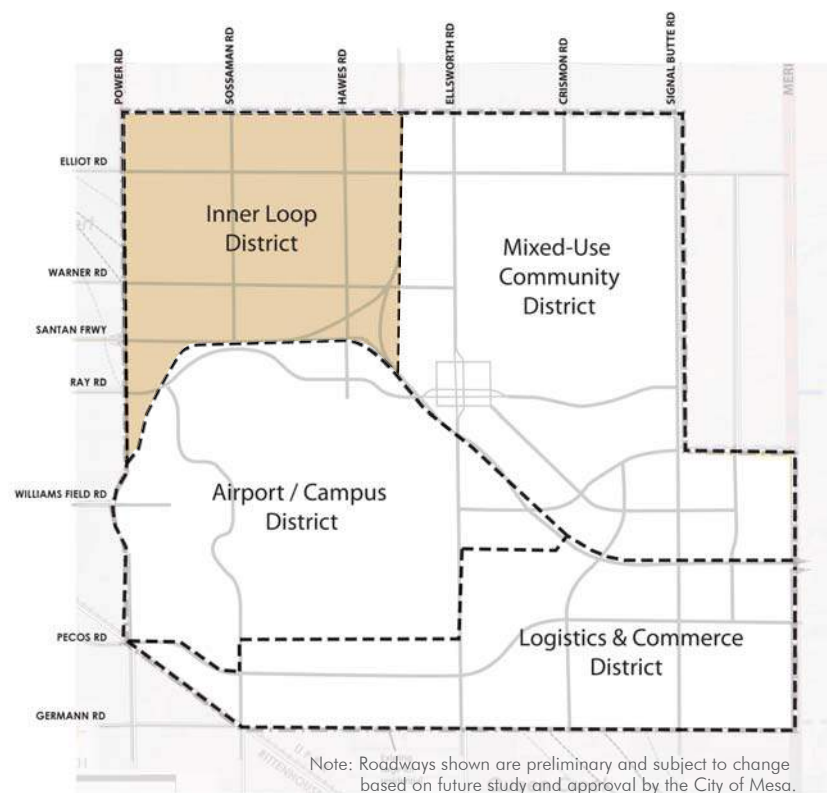 POWER RD
SOSSAMAN RD
HAWES RD
ELLSWORTH RD
CRISMON RD
SIGNAL BUTTE RD
MERI
ELLIOT RD
WARNER RD
SANTAN FRWY
RAY RD
WILLIAMS FIELD RD
PECOS RD
GERMANN RD
Inner Loop
District
Mixed-Use
Community
District
Airport / Campus
District
Logistics & Commerce
District
Note: Roadways shown are preliminary and subject to change
based on future study and approval by the City of Mesa.